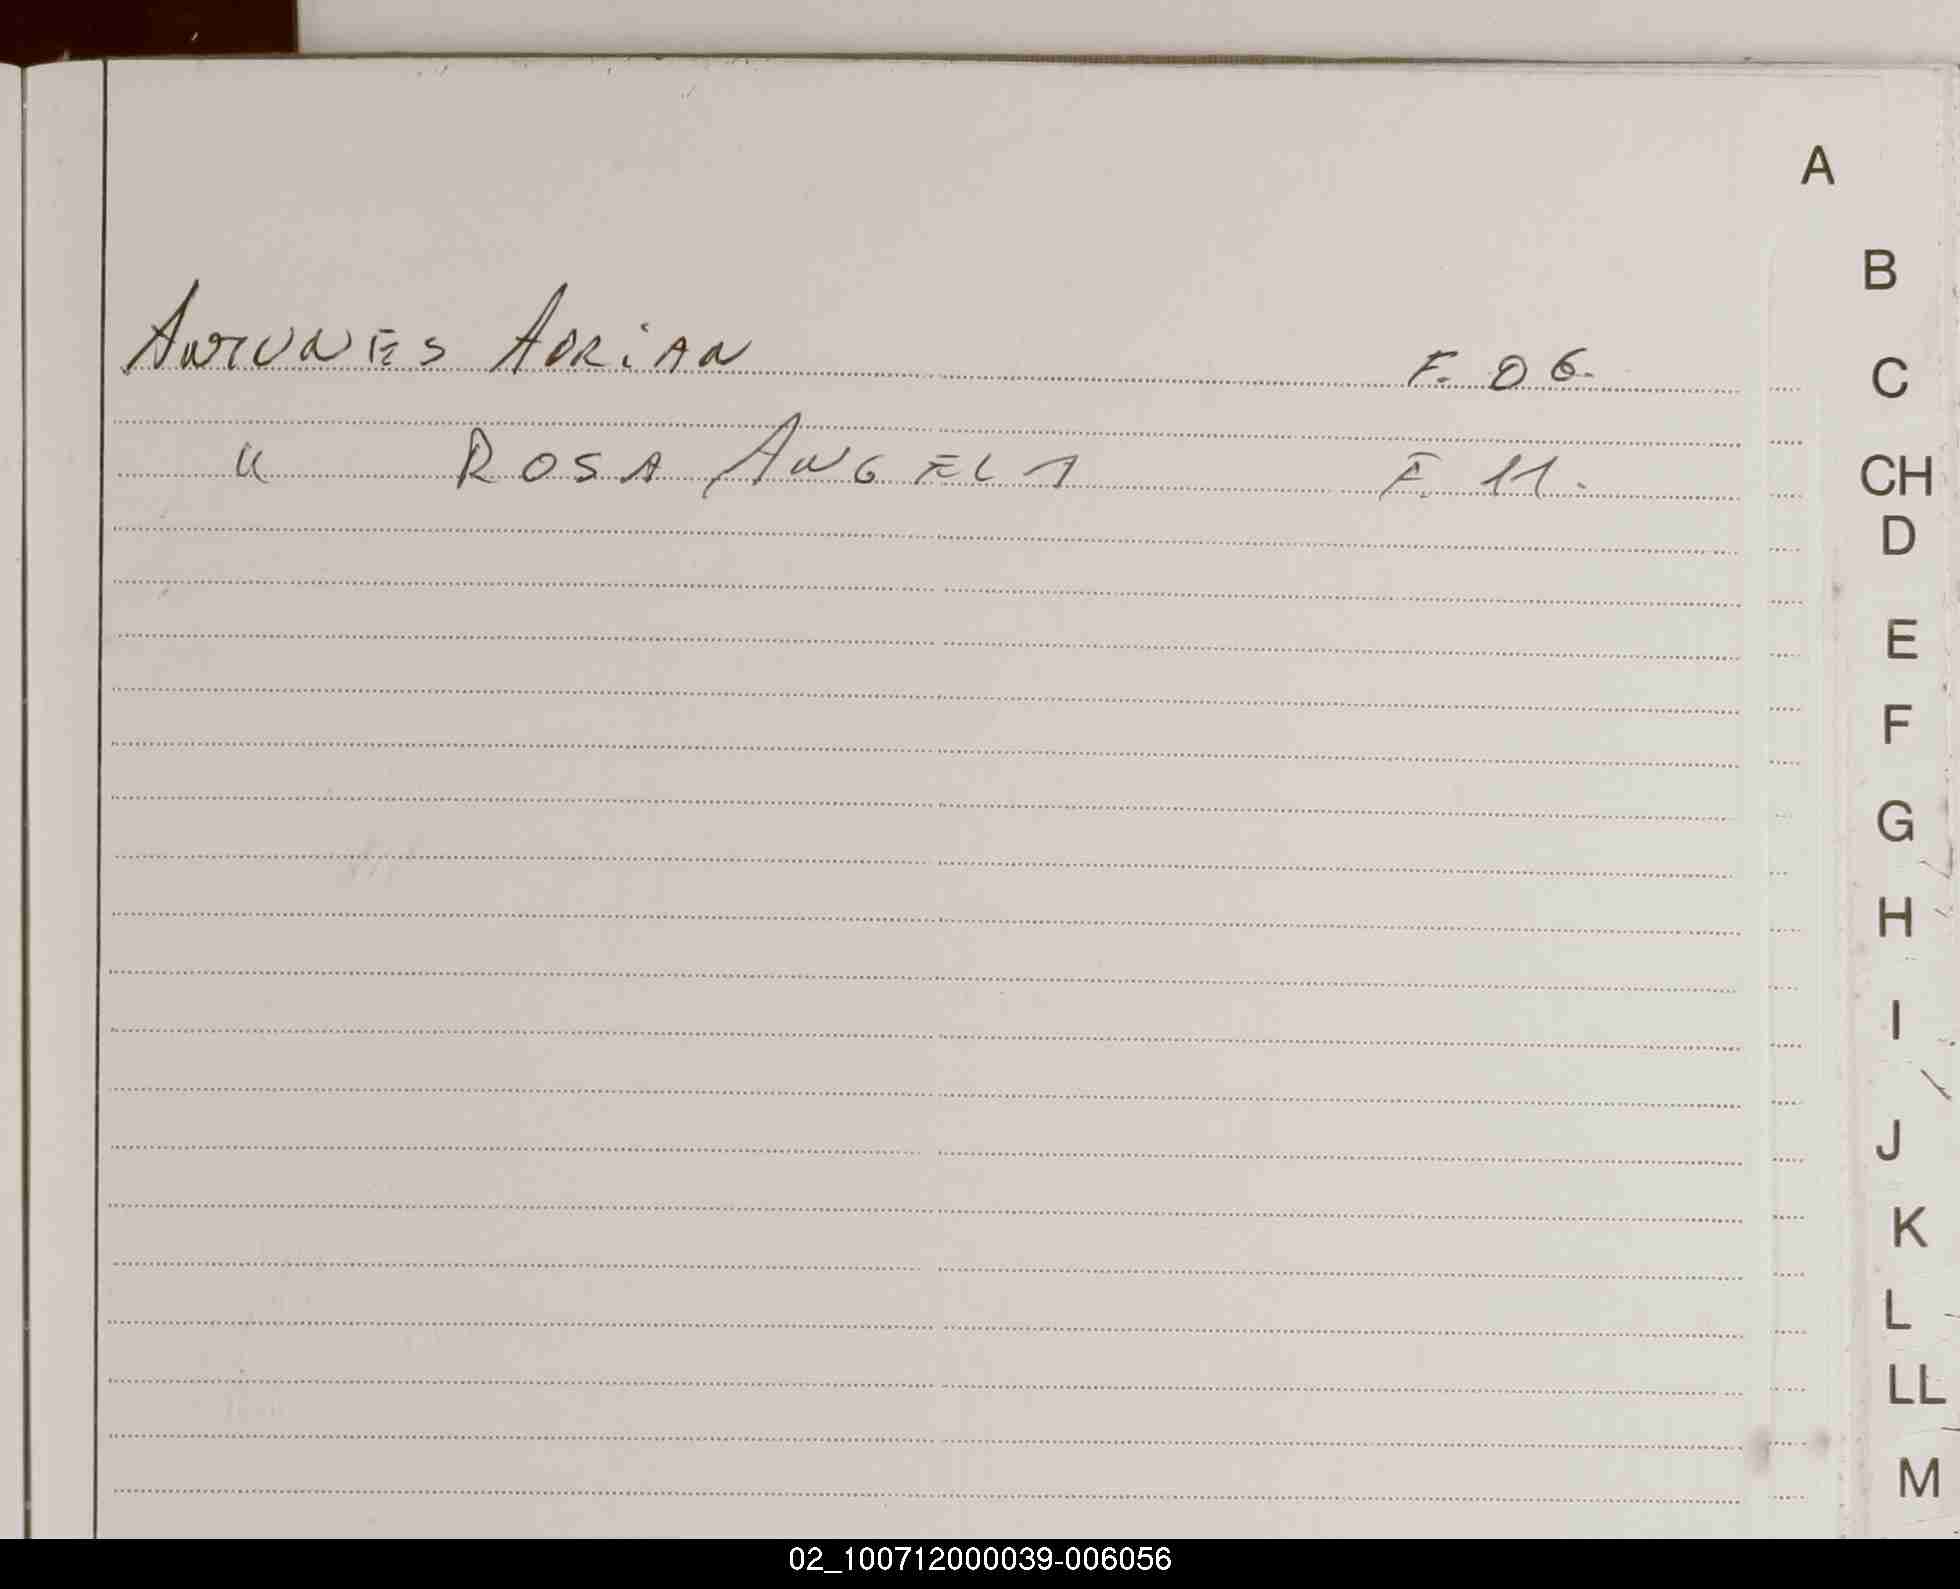 A
B
ANTUNES ADRIAN F. 06.
C
" ROSA ANGELA F. 11.
CH
D
E
F
G
H
I
J
K
L
LL
M
02_100712000039-006056